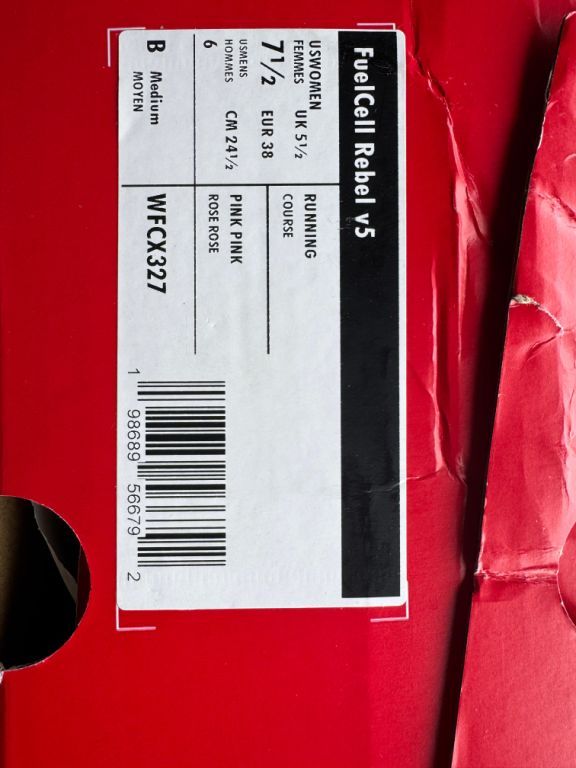 FuelCell Rebel v5
USWOMEN
FEMMES
7½
UK 5½
EUR 38
USMENS
HOMMES
6
CM 24½
B Medium
MOYEN
RUNNING
COURSE
PINK PINK
ROSE ROSE
WFCX327
1 98689 56679 2